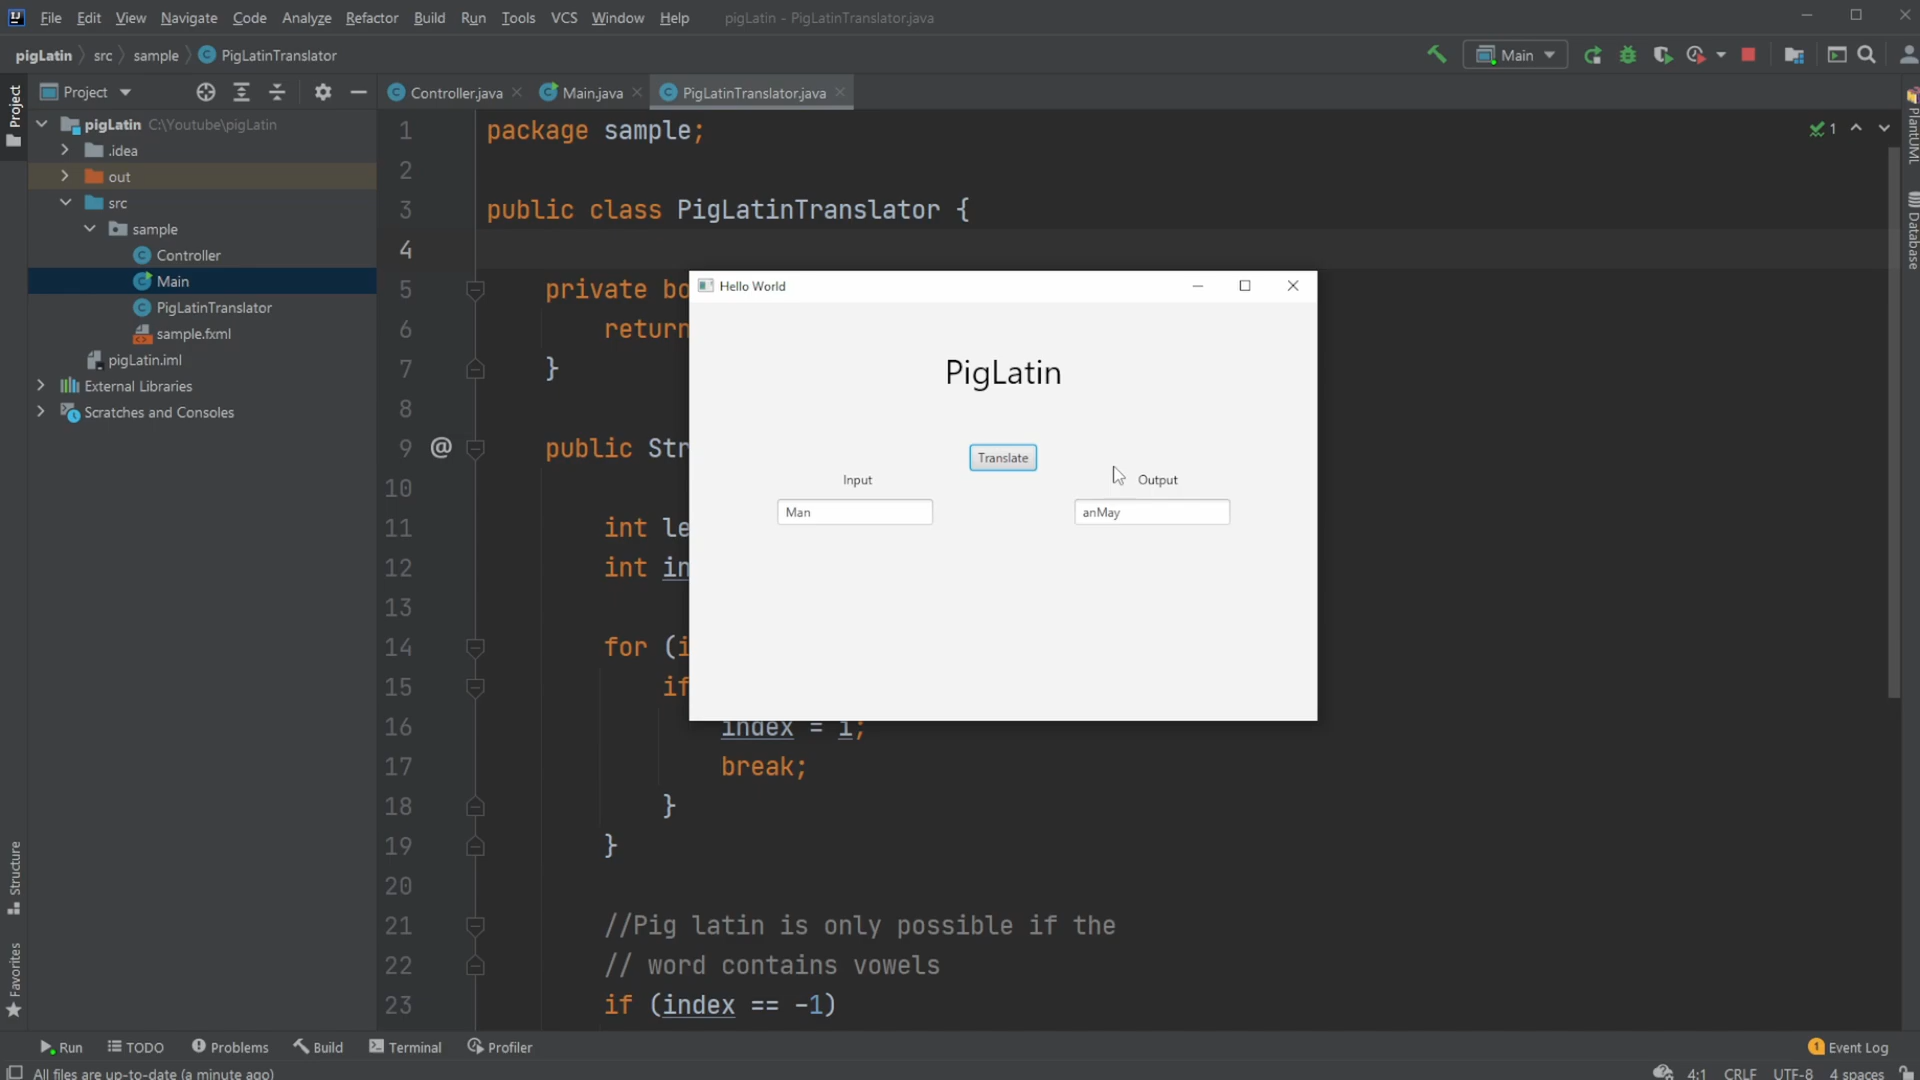 File Edit View Navigate Code Analyze Refactor Build Run Tools VCS Window Help pigLatin - PigLatinTranslator.java
pigLatin src sample PigLatinTranslator Main
Project Controller.java Main.java PigLatinTranslator.java
Project
pigLatin C:\Youtube\pigLatin
.idea
out
src
sample
Controller
Main
PigLatinTranslator
sample.fxml
pigLatin.iml
External Libraries
Scratches and Consoles
1 package sample;
2
3 public class PigLatinTranslator {
4
5 private bo
6 return
7 }
8
9 @ public Str
10
11 int le
12 int in
13
14 for (i
15 if
16 index = i;
17 break;
18 }
19 }
20
21 //Pig latin is only possible if the
22 // word contains vowels
23 if (index == -1)
1
Hello World
PigLatin
Translate
Input Output
Man anMay
PlantUML
Database
Structure
Favorites
Run TODO Problems Build Terminal Profiler 1 Event Log
All files are up-to-date (a minute ago) 4:1 CRLF UTF-8 4 spaces